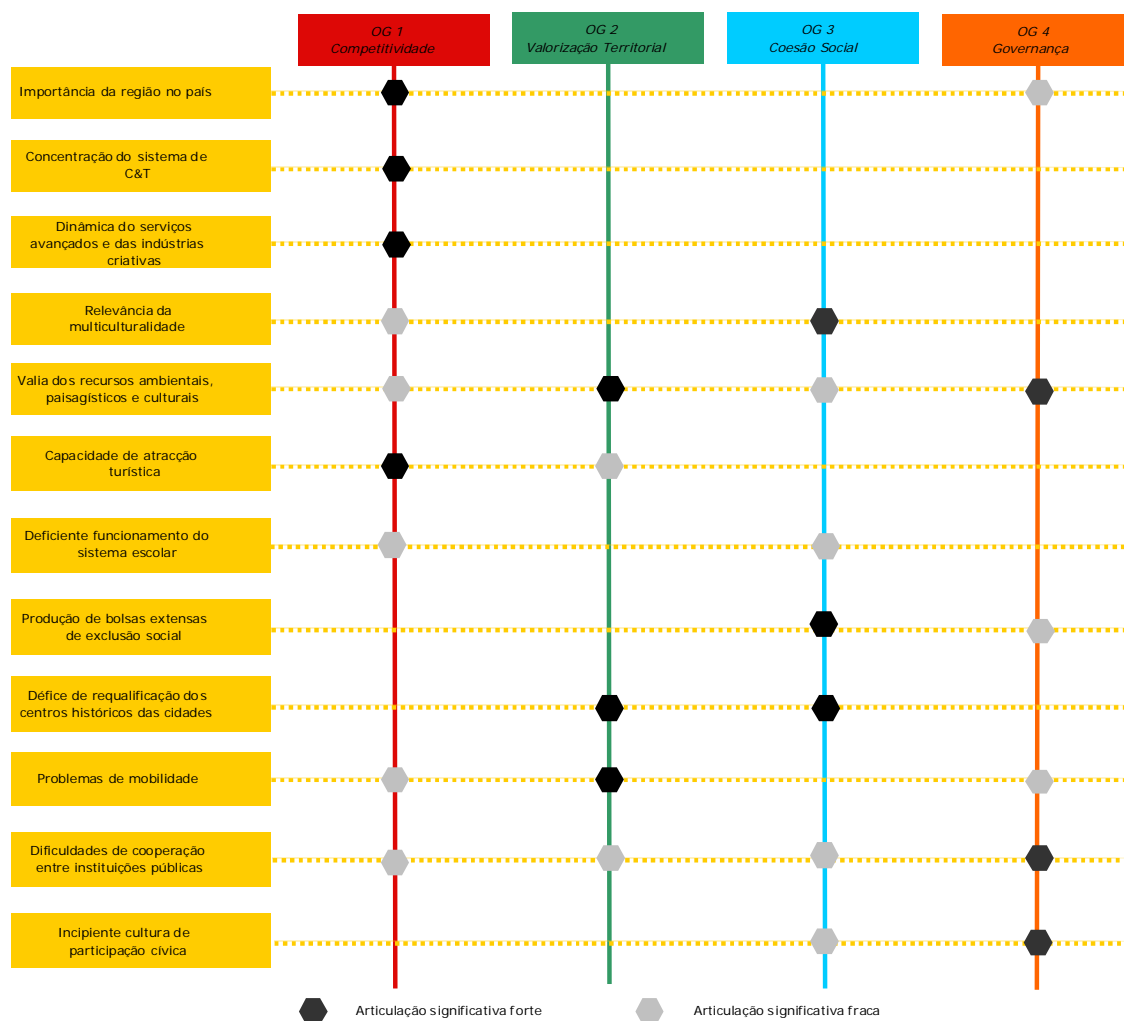 OG 1
Competitividade
OG 2
Valorização Territorial
OG 3
Coesão Social
OG 4
Governança
Importância da região no país
Concentração do sistema de
C&T
Dinâmica do serviços
avançados e das indústrias
criativas
Relevância da
multiculturalidade
Valia dos recursos ambientais,
paisagísticos e culturais
Capacidade de atracção
turística
Deficiente funcionamento do
sistema escolar
Produção de bolsas extensas
de exclusão social
Défice de requalificação dos
centros históricos das cidades
Problemas de mobilidade
Dificuldades de cooperação
entre instituições públicas
Incipiente cultura de
participação cívica
Articulação significativa forte
Articulação significativa fraca